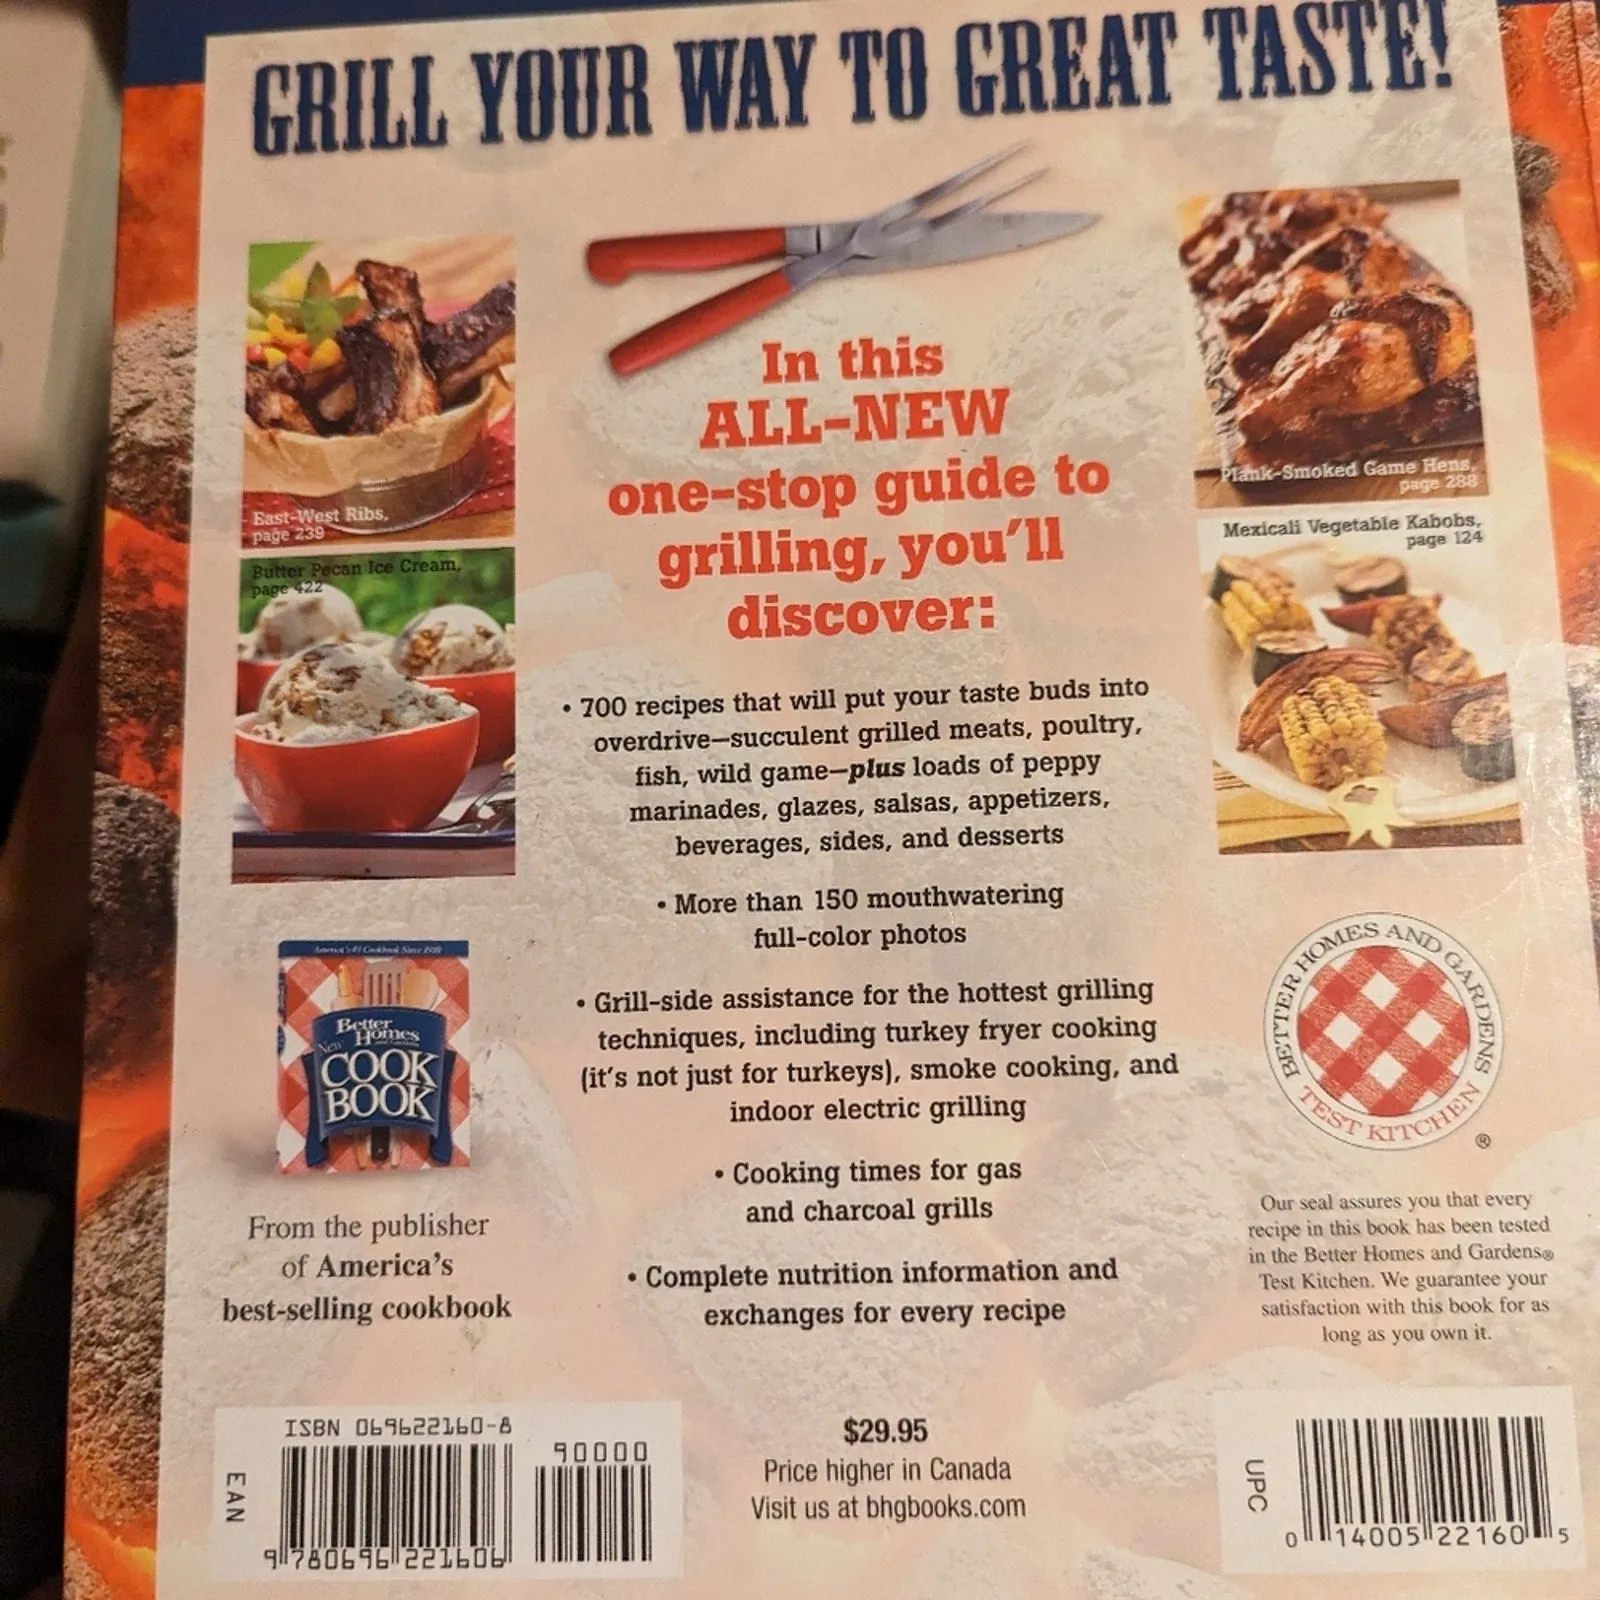 GRILL YOUR WAY TO GREAT TASTE!
East-West Ribs,
page 239
Butter Pecan Ice Cream,
page 422
In this
ALL-NEW
one-stop guide to
grilling, you'll
discover:
• 700 recipes that will put your taste buds into
overdrive—succulent grilled meats, poultry,
fish, wild game—plus loads of peppy
marinades, glazes, salsas, appetizers,
beverages, sides, and desserts
• More than 150 mouthwatering
full-color photos
• Grill-side assistance for the hottest grilling
techniques, including turkey fryer cooking
(it's not just for turkeys), smoke cooking, and
indoor electric grilling
• Cooking times for gas
and charcoal grills
• Complete nutrition information and
exchanges for every recipe
Plank-Smoked Game Hens,
page 288
Mexicali Vegetable Kabobs,
page 124
America's #1 Cookbook Since 1930
Better
Homes
New
COOK
BOOK
From the publisher
of America's
best-selling cookbook
BETTER HOMES AND GARDENS
TEST KITCHEN
®
Our seal assures you that every
recipe in this book has been tested
in the Better Homes and Gardens®
Test Kitchen. We guarantee your
satisfaction with this book for as
long as you own it.
ISBN 069622160-8
90000
EAN
9 780696 221606
$29.95
Price higher in Canada
Visit us at bhgbooks.com
UPC
0 14005 22160 5